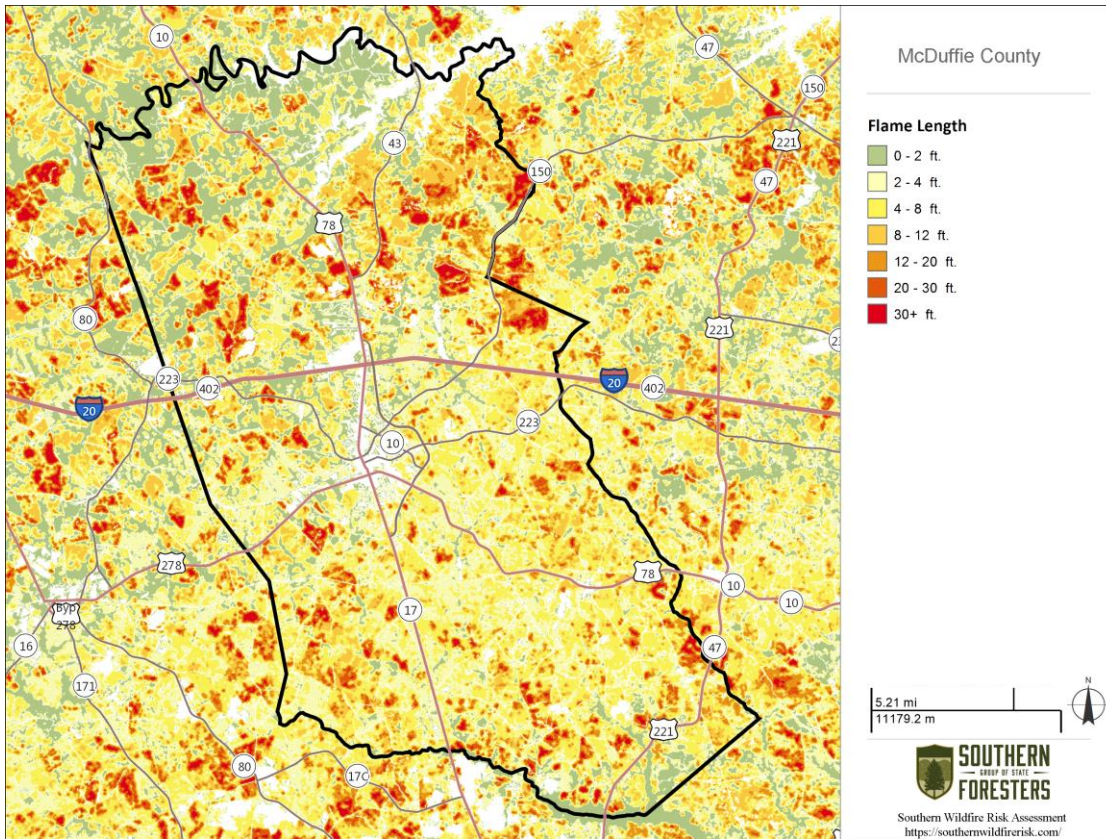 10
47
150
43
221
150
47
78
80
221
223
402
20
20
402
223
10
278
78
10
10
17
Byp
278
16
47
171
221
80
17C
McDuffie County
Flame Length
0 - 2 ft.
2 - 4 ft.
4 - 8 ft.
8 - 12 ft.
12 - 20 ft.
20 - 30 ft.
30+ ft.
5.21 mi
11179.2 m
N
SOUTHERN
GROUP OF STATE
FORESTERS
Southern Wildfire Risk Assessment
https://southernwildfirerisk.com/